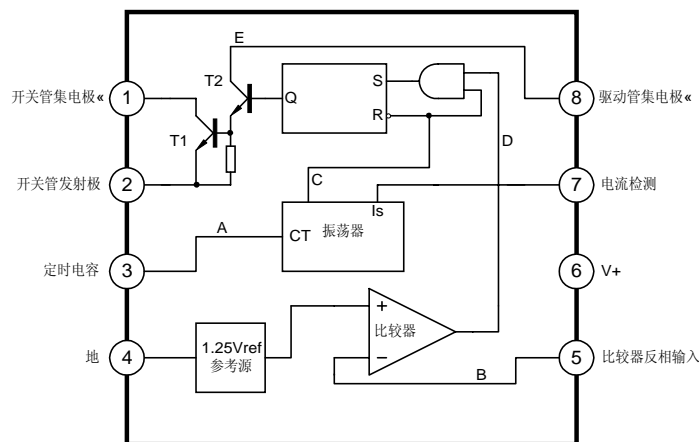 E
开关管集电极«
1
T2
Q
S
R
8
驱动管集电极«
T1
D
开关管发射极
2
C
7
电流检测
A
Is
CT
振荡器
定时电容
3
6
V+
地
4
1.25Vref
参考源
+
比较器
−
B
5
比较器反相输入